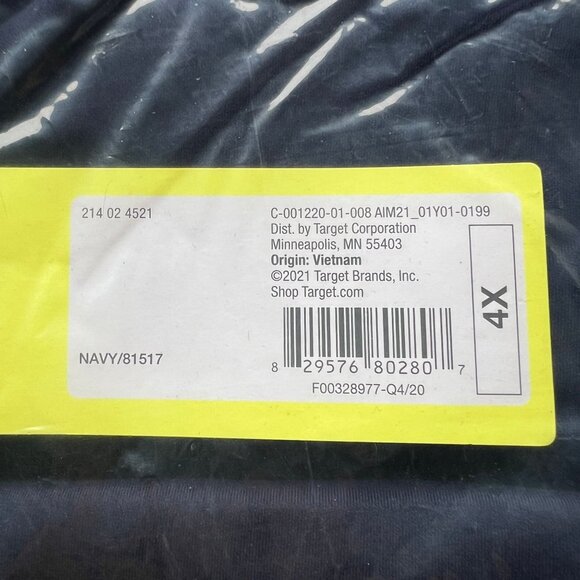 214 02 4521
C-001220-01-008 AIM21_01Y01-0199
Dist. by Target Corporation
Minneapolis, MN 55403
Origin: Vietnam
©2021 Target Brands, Inc.
Shop Target.com
4X
NAVY/81517
8 29576 80280 7
F00328977-Q4/20